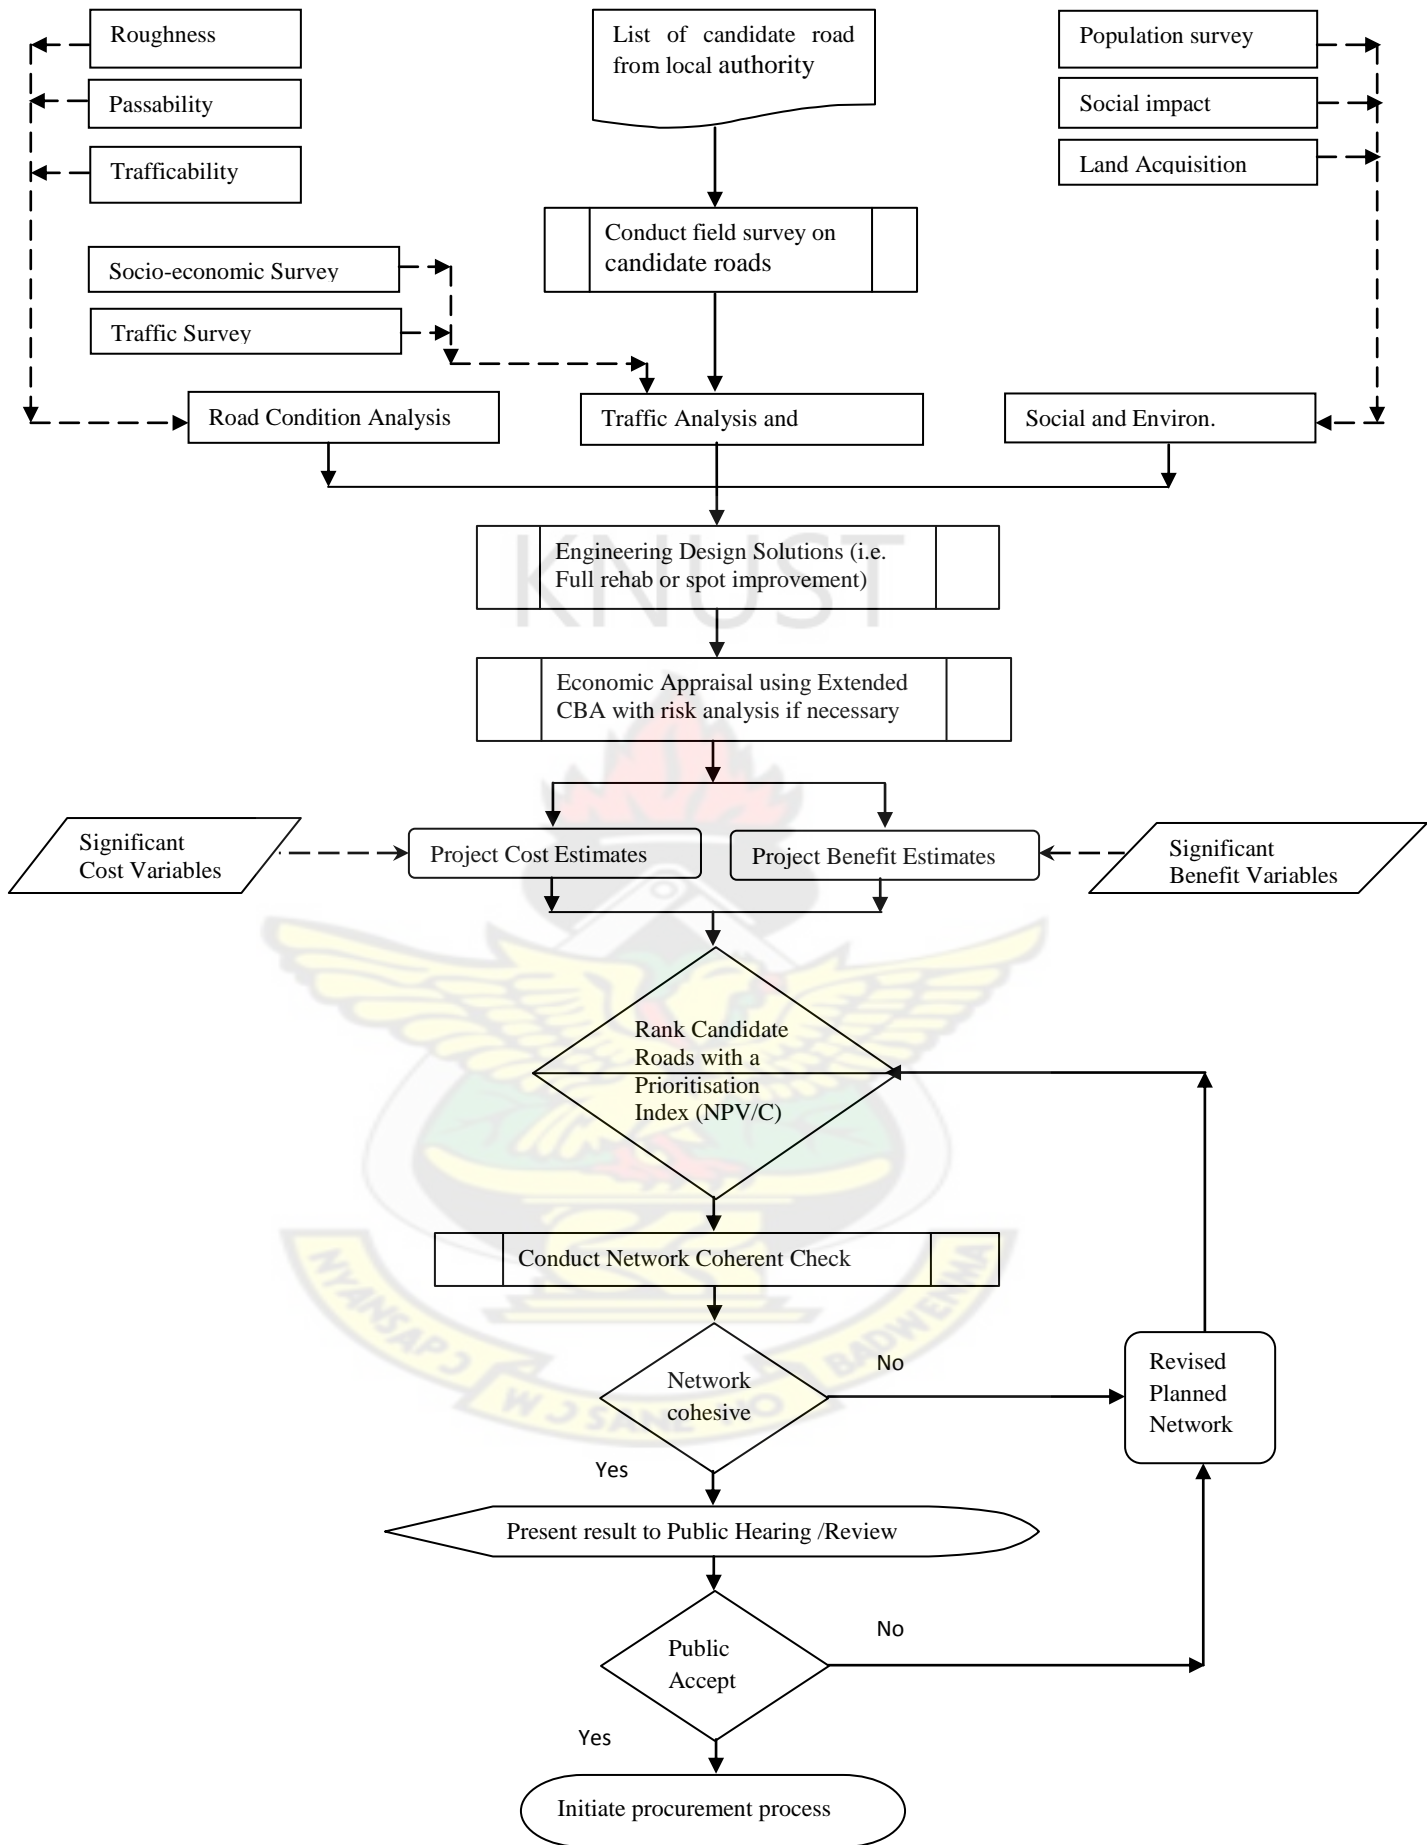 Roughness
Passability
Trafficability
List of candidate road
from local authority
Population survey
Social impact
Land Acquisition
Conduct field survey on
candidate roads
Socio-economic Survey
Traffic Survey
Road Condition Analysis
Traffic Analysis and
Social and Environ.
KNUST
Engineering Design Solutions (i.e.
Full rehab or spot improvement)
Economic Appraisal using Extended
CBA with risk analysis if necessary
Significant
Cost Variables
Project Cost Estimates
Project Benefit Estimates
Significant
Benefit Variables
Rank Candidate
Roads with a
Prioritisation
Index (NPV/C)
Conduct Network Coherent Check
NYANSAPƆ
WƆSANE NO
BADWENMA
Network
cohesive
No
Revised
Planned
Network
Yes
Present result to Public Hearing /Review
Public
Accept
No
Yes
Initiate procurement process